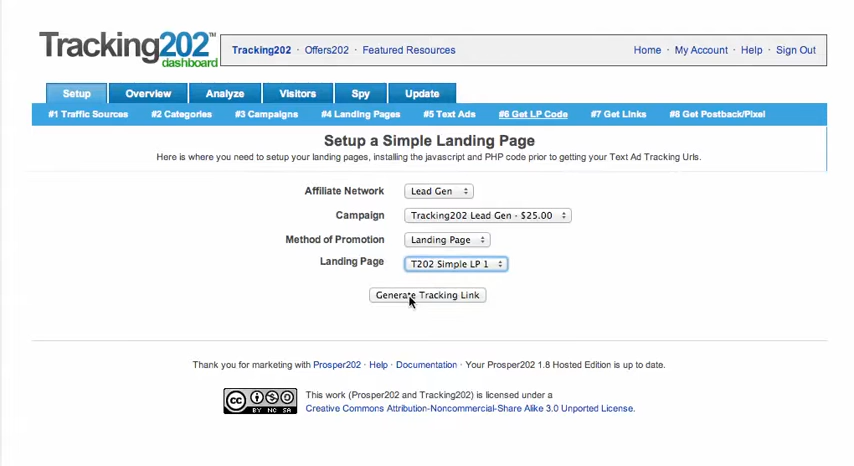 Tracking202™
dashboard
Tracking202 · Offers202 · Featured Resources
Home · My Account · Help · Sign Out
Setup Overview Analyze Visitors Spy Update
#1 Traffic Sources #2 Categories #3 Campaigns #4 Landing Pages #5 Text Ads #6 Get LP Code #7 Get Links #8 Get Postback/Pixel
Setup a Simple Landing Page
Here is where you need to setup your landing pages, installing the javascript and PHP code prior to getting your Text Ad Tracking Urls.
Affiliate Network Lead Gen
Campaign Tracking202 Lead Gen - $25.00
Method of Promotion Landing Page
Landing Page T202 Simple LP 1
Generate Tracking Link
Thank you for marketing with Prosper202 · Help · Documentation · Your Prosper202 1.8 Hosted Edition is up to date.
cc BY NC SA
This work (Prosper202 and Tracking202) is licensed under a
Creative Commons Attribution-Noncommercial-Share Alike 3.0 Unported License.